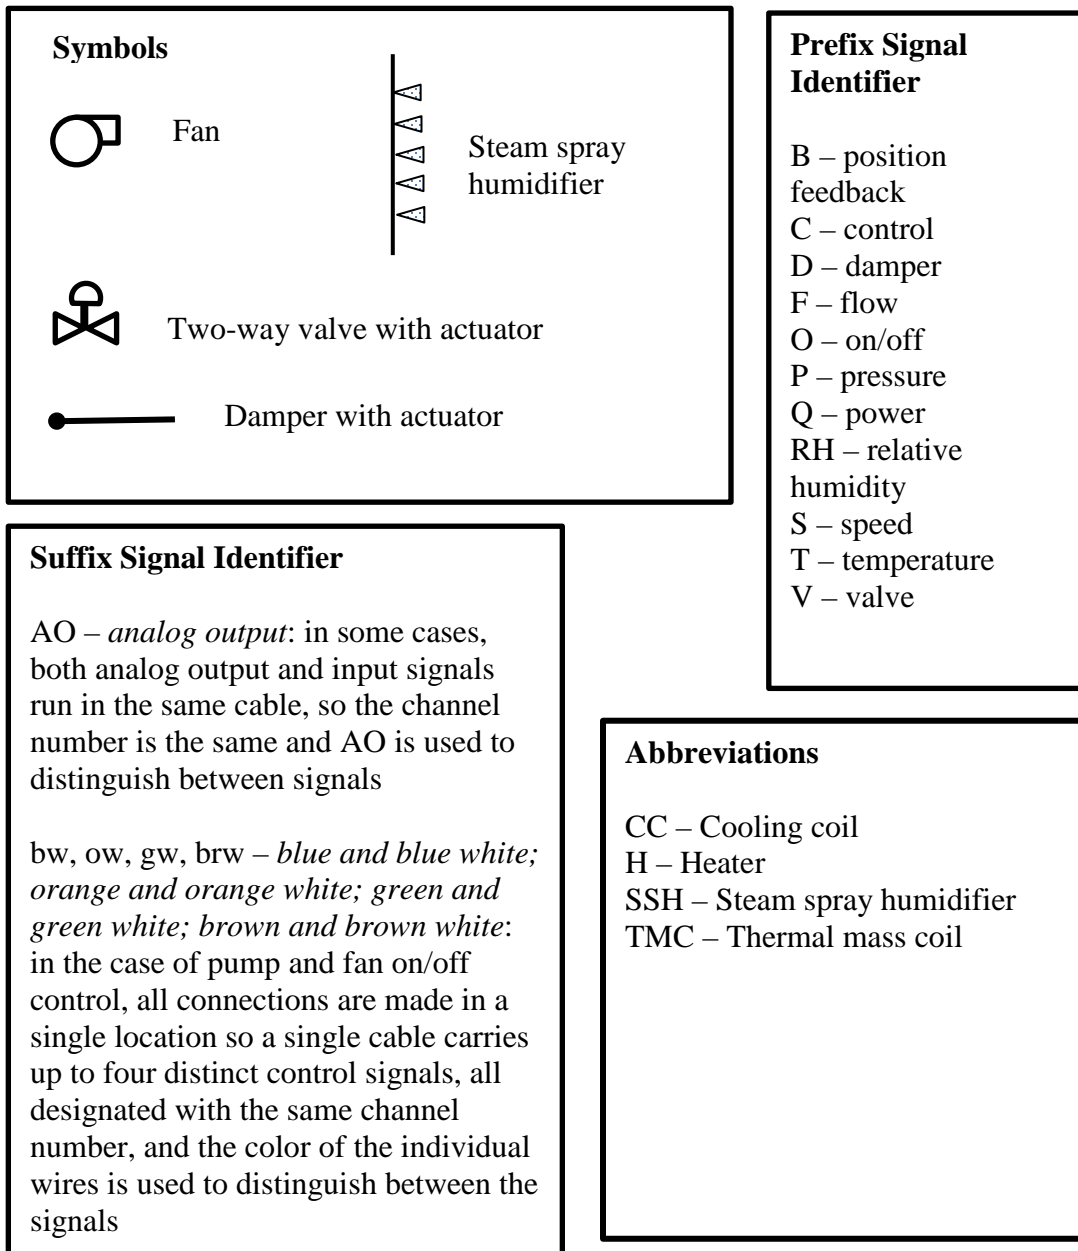 Symbols
Fan
Steam spray
humidifier
Two-way valve with actuator
Damper with actuator
Prefix Signal
Identifier
B – position
feedback
C – control
D – damper
F – flow
O – on/off
P – pressure
Q – power
RH – relative
humidity
S – speed
T – temperature
V – valve
Suffix Signal Identifier
AO – analog output: in some cases,
both analog output and input signals
run in the same cable, so the channel
number is the same and AO is used to
distinguish between signals
bw, ow, gw, brw – blue and blue white;
orange and orange white; green and
green white; brown and brown white:
in the case of pump and fan on/off
control, all connections are made in a
single location so a single cable carries
up to four distinct control signals, all
designated with the same channel
number, and the color of the individual
wires is used to distinguish between the
signals
Abbreviations
CC – Cooling coil
H – Heater
SSH – Steam spray humidifier
TMC – Thermal mass coil